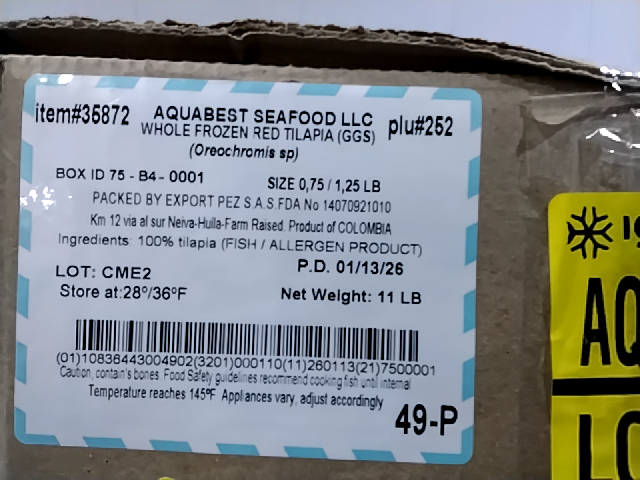 item#35872 AQUABEST SEAFOOD LLC plu#252
WHOLE FROZEN RED TILAPIA (GGS)
(Oreochromis sp)
BOX ID 75 - B4 - 0001 SIZE 0,75 / 1,25 LB
PACKED BY EXPORT PEZ S.A.S.FDA No 14070921010
Km 12 via al sur Neiva-Huila-Farm Raised. Product of COLOMBIA
Ingredients: 100% tilapia (FISH / ALLERGEN PRODUCT)
P.D. 01/13/26
LOT: CME2
Store at:28º/36ºF Net Weight: 11 LB
(01)10836443004902(3201)000110(11)260113(21)7500001
Caution, contain's bones. Food Safety guidelines recommend cooking fish until internal
Temperature reaches 145ºF Appliances vary, adjust accordingly
49-P
AQ
LO